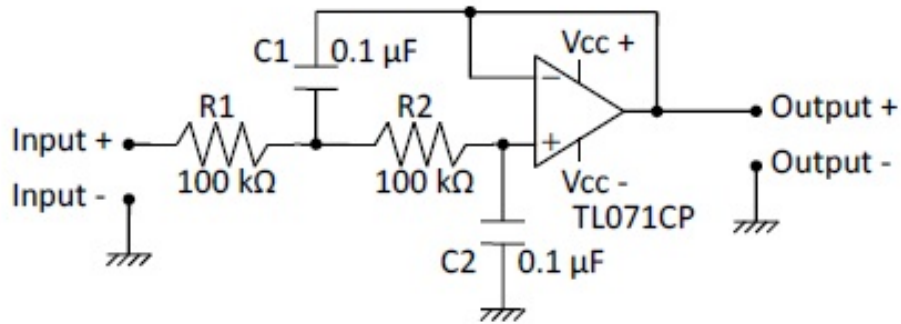 C1 0.1 µF
Vcc +
R1
R2
Input +
Output +
100 kΩ
100 kΩ
Input -
Vcc -
Output -
TL071CP
C2 0.1 µF